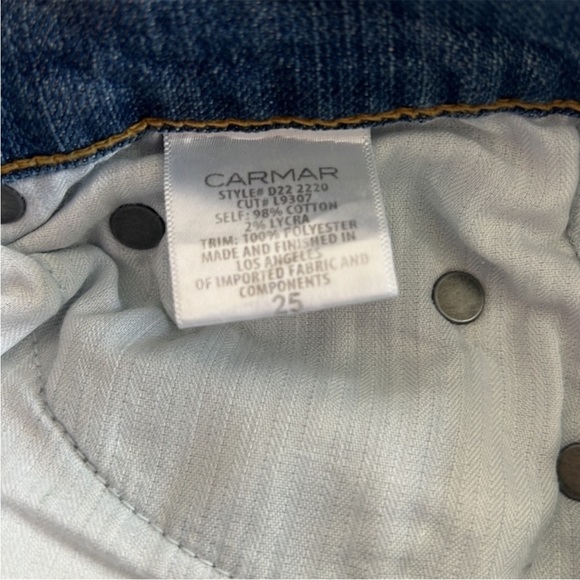 CARMAR
STYLE# D22 2220
CUT# L9307
SELF: 98% COTTON
2% LYCRA
TRIM: 100% POLYESTER
MADE AND FINISHED IN
LOS ANGELES
OF IMPORTED FABRIC AND
COMPONENTS
25